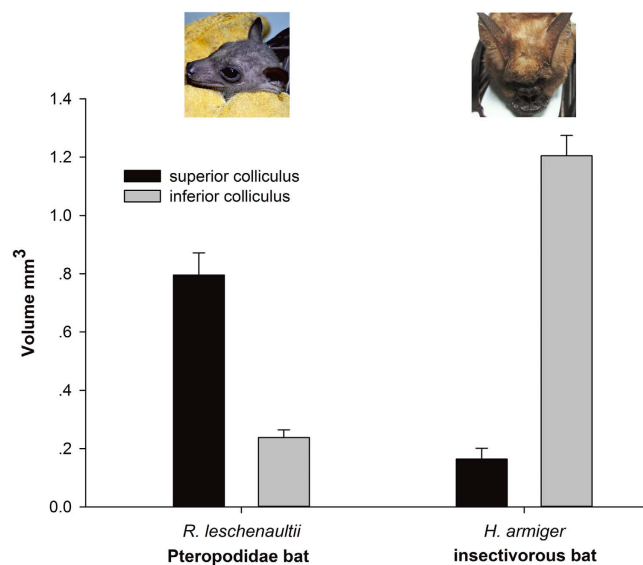 1.4
1.2
1.0
.8
.6
.4
.2
0.0
Volume mm³
superior colliculus
inferior colliculus
R. leschenaultii
Pteropodidae bat
H. armiger
insectivorous bat